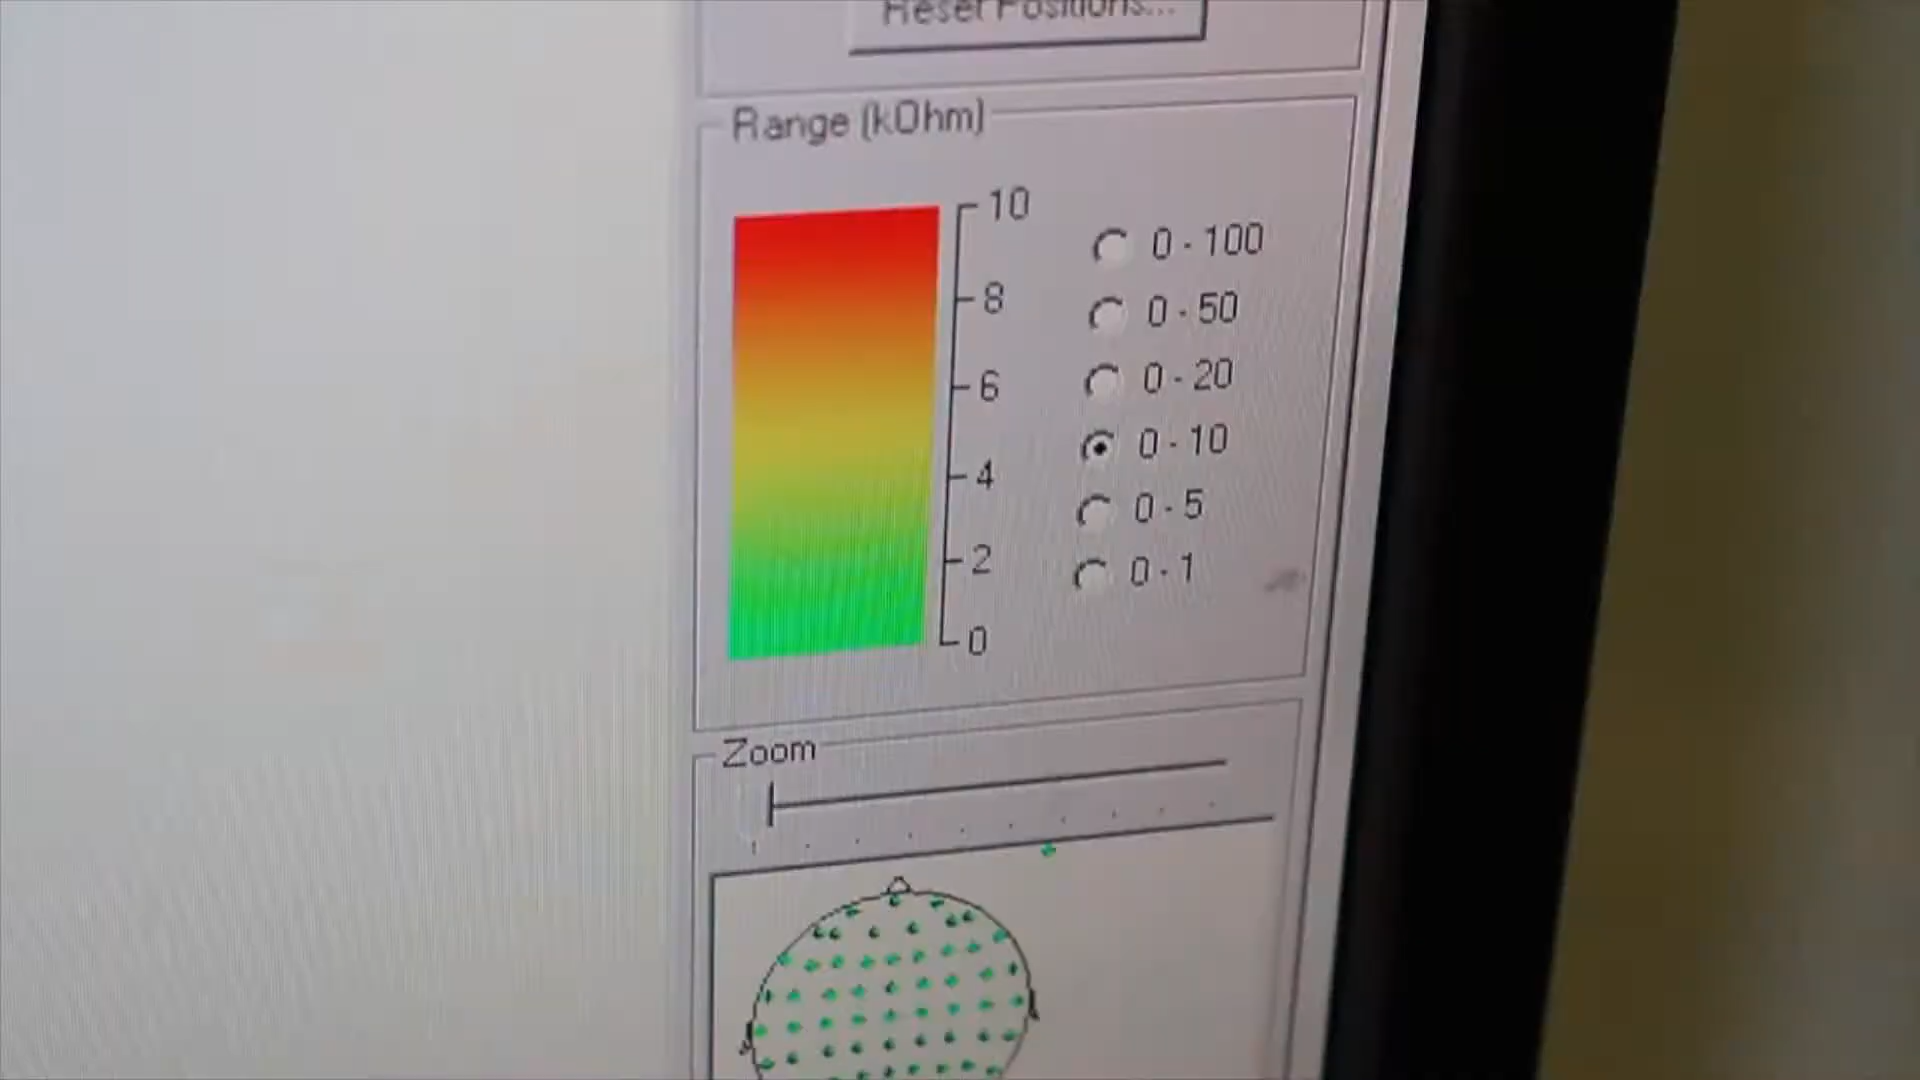 Reset Positions...
Range (kOhm)
10
8
6
4
2
0
0 - 100
0 - 50
0 - 20
0 - 10
0 - 5
0 - 1
Zoom